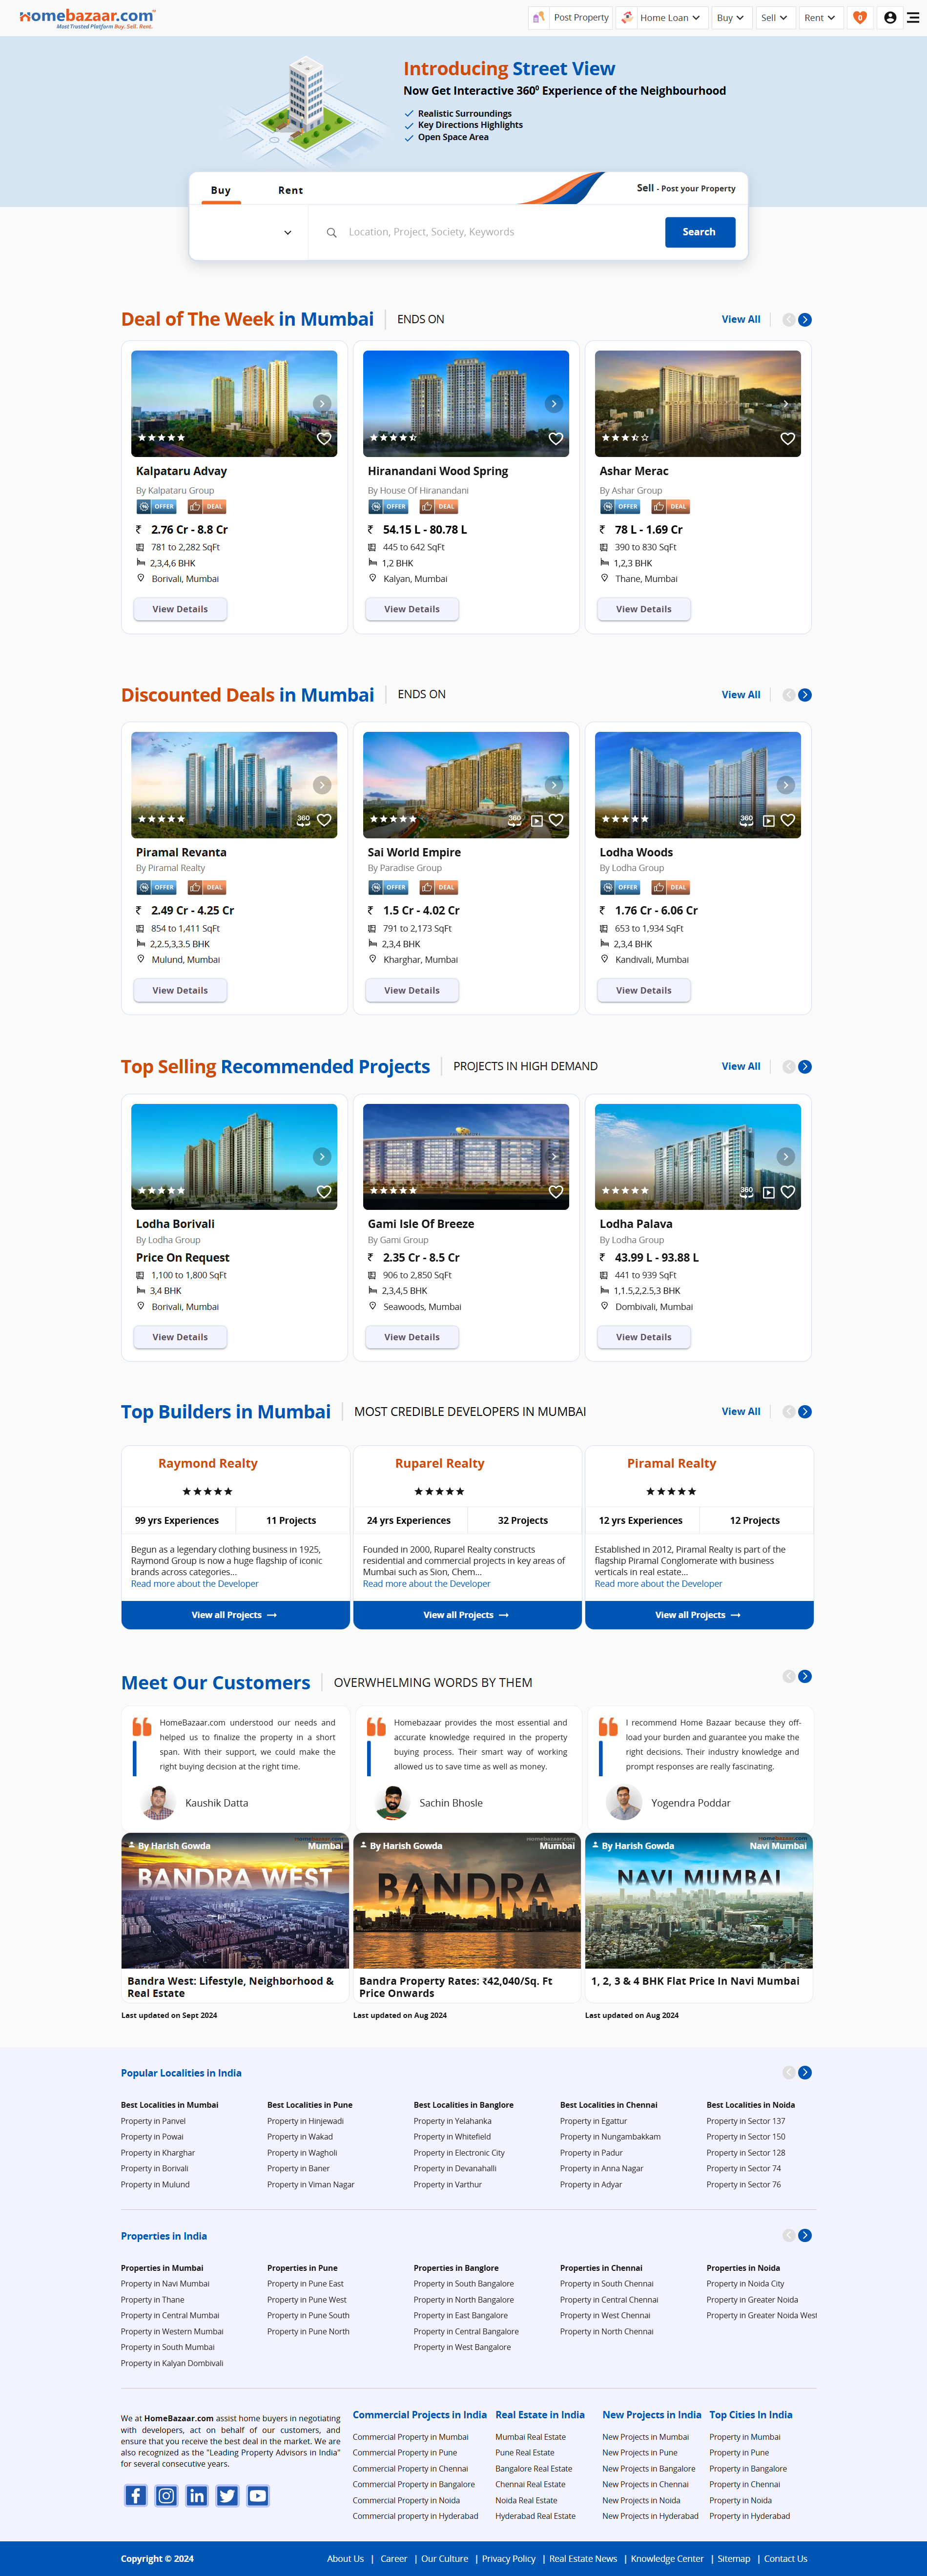 Homebazaar.com™
Most Trusted Platform Buy. Sell. Rent.
Post Property
Home Loan
Buy
Sell
Rent
0
Introducing Street View
Now Get Interactive 360⁰ Experience of the Neighbourhood
Realistic Surroundings
Key Directions Highlights
Open Space Area
Buy
Rent
Sell - Post your Property
Location, Project, Society, Keywords
Search
Deal of The Week in Mumbai
ENDS ON
View All
Kalpataru Advay
By Kalpataru Group
OFFER DEAL
₹ 2.76 Cr - 8.8 Cr
781 to 2,282 SqFt
2,3,4,6 BHK
Borivali, Mumbai
View Details
Hiranandani Wood Spring
By House Of Hiranandani
OFFER DEAL
₹ 54.15 L - 80.78 L
445 to 642 SqFt
1,2 BHK
Kalyan, Mumbai
View Details
Ashar Merac
By Ashar Group
OFFER DEAL
₹ 78 L - 1.69 Cr
390 to 830 SqFt
1,2,3 BHK
Thane, Mumbai
View Details
Discounted Deals in Mumbai
ENDS ON
View All
360
Piramal Revanta
By Piramal Realty
OFFER DEAL
₹ 2.49 Cr - 4.25 Cr
854 to 1,411 SqFt
2,2.5,3,3.5 BHK
Mulund, Mumbai
View Details
360
Sai World Empire
By Paradise Group
OFFER DEAL
₹ 1.5 Cr - 4.02 Cr
791 to 2,173 SqFt
2,3,4 BHK
Kharghar, Mumbai
View Details
360
Lodha Woods
By Lodha Group
OFFER DEAL
₹ 1.76 Cr - 6.06 Cr
653 to 1,934 SqFt
2,3,4 BHK
Kandivali, Mumbai
View Details
Top Selling Recommended Projects
PROJECTS IN HIGH DEMAND
View All
Lodha Borivali
By Lodha Group
Price On Request
1,100 to 1,800 SqFt
3,4 BHK
Borivali, Mumbai
View Details
Gami Isle Of Breeze
By Gami Group
₹ 2.35 Cr - 8.5 Cr
906 to 2,850 SqFt
2,3,4,5 BHK
Seawoods, Mumbai
View Details
360
Lodha Palava
By Lodha Group
₹ 43.99 L - 93.88 L
441 to 939 SqFt
1,1.5,2,2.5,3 BHK
Dombivali, Mumbai
View Details
Top Builders in Mumbai
MOST CREDIBLE DEVELOPERS IN MUMBAI
View All
Raymond Realty
99 yrs Experiences
11 Projects
Begun as a legendary clothing business in 1925,
Raymond Group is now a huge flagship of iconic
brands across categories...
Read more about the Developer
View all Projects
Ruparel Realty
24 yrs Experiences
32 Projects
Founded in 2000, Ruparel Realty constructs
residential and commercial projects in key areas of
Mumbai such as Sion, Chem...
Read more about the Developer
View all Projects
Piramal Realty
12 yrs Experiences
12 Projects
Established in 2012, Piramal Realty is part of the
flagship Piramal Conglomerate with business
verticals in real estate...
Read more about the Developer
View all Projects
Meet Our Customers
OVERWHELMING WORDS BY THEM
HomeBazaar.com understood our needs and
helped us to finalize the property in a short
span. With their support, we could make the
right buying decision at the right time.
Kaushik Datta
Homebazaar provides the most essential and
accurate knowledge required in the property
buying process. Their smart way of working
allowed us to save time as well as money.
Sachin Bhosle
I recommend Home Bazaar because they off-
load your burden and guarantee you make the
right decisions. Their industry knowledge and
prompt responses are really fascinating.
Yogendra Poddar
Homebazaar.com
By Harish Gowda
Mumbai
BANDRA WEST
Bandra West: Lifestyle, Neighborhood &
Real Estate
Last updated on Sept 2024
Homebazaar.com
By Harish Gowda
Mumbai
BANDRA
Bandra Property Rates: ₹42,040/Sq. Ft
Price Onwards
Last updated on Aug 2024
Homebazaar.com
By Harish Gowda
Navi Mumbai
NAVI MUMBAI
1, 2, 3 & 4 BHK Flat Price In Navi Mumbai
Last updated on Aug 2024
Popular Localities in India
Best Localities in Mumbai
Property in Panvel
Property in Powai
Property in Kharghar
Property in Borivali
Property in Mulund
Best Localities in Pune
Property in Hinjewadi
Property in Wakad
Property in Wagholi
Property in Baner
Property in Viman Nagar
Best Localities in Banglore
Property in Yelahanka
Property in Whitefield
Property in Electronic City
Property in Devanahalli
Property in Varthur
Best Localities in Chennai
Property in Egattur
Property in Nungambakkam
Property in Padur
Property in Anna Nagar
Property in Adyar
Best Localities in Noida
Property in Sector 137
Property in Sector 150
Property in Sector 128
Property in Sector 74
Property in Sector 76
Properties in India
Properties in Mumbai
Property in Navi Mumbai
Property in Thane
Property in Central Mumbai
Property in Western Mumbai
Property in South Mumbai
Property in Kalyan Dombivali
Properties in Pune
Property in Pune East
Property in Pune West
Property in Pune South
Property in Pune North
Properties in Banglore
Property in South Bangalore
Property in North Bangalore
Property in East Bangalore
Property in Central Bangalore
Property in West Bangalore
Properties in Chennai
Property in South Chennai
Property in Central Chennai
Property in West Chennai
Property in North Chennai
Properties in Noida
Property in Noida City
Property in Greater Noida
Property in Greater Noida West
We at HomeBazaar.com assist home buyers in negotiating
with developers, act on behalf of our customers, and
ensure that you receive the best deal in the market. We are
also recognized as the "Leading Property Advisors in India"
for several consecutive years.
Commercial Projects in India
Commercial Property in Mumbai
Commercial Property in Pune
Commercial Property in Chennai
Commercial Property in Bangalore
Commercial Property in Noida
Commercial property in Hyderabad
Real Estate in India
Mumbai Real Estate
Pune Real Estate
Bangalore Real Estate
Chennai Real Estate
Noida Real Estate
Hyderabad Real Estate
New Projects in India
New Projects in Mumbai
New Projects in Pune
New Projects in Bangalore
New Projects in Chennai
New Projects in Noida
New Projects in Hyderabad
Top Cities In India
Property in Mumbai
Property in Pune
Property in Bangalore
Property in Chennai
Property in Noida
Property in Hyderabad
Copyright © 2024
About Us | Career | Our Culture | Privacy Policy | Real Estate News | Knowledge Center | Sitemap | Contact Us